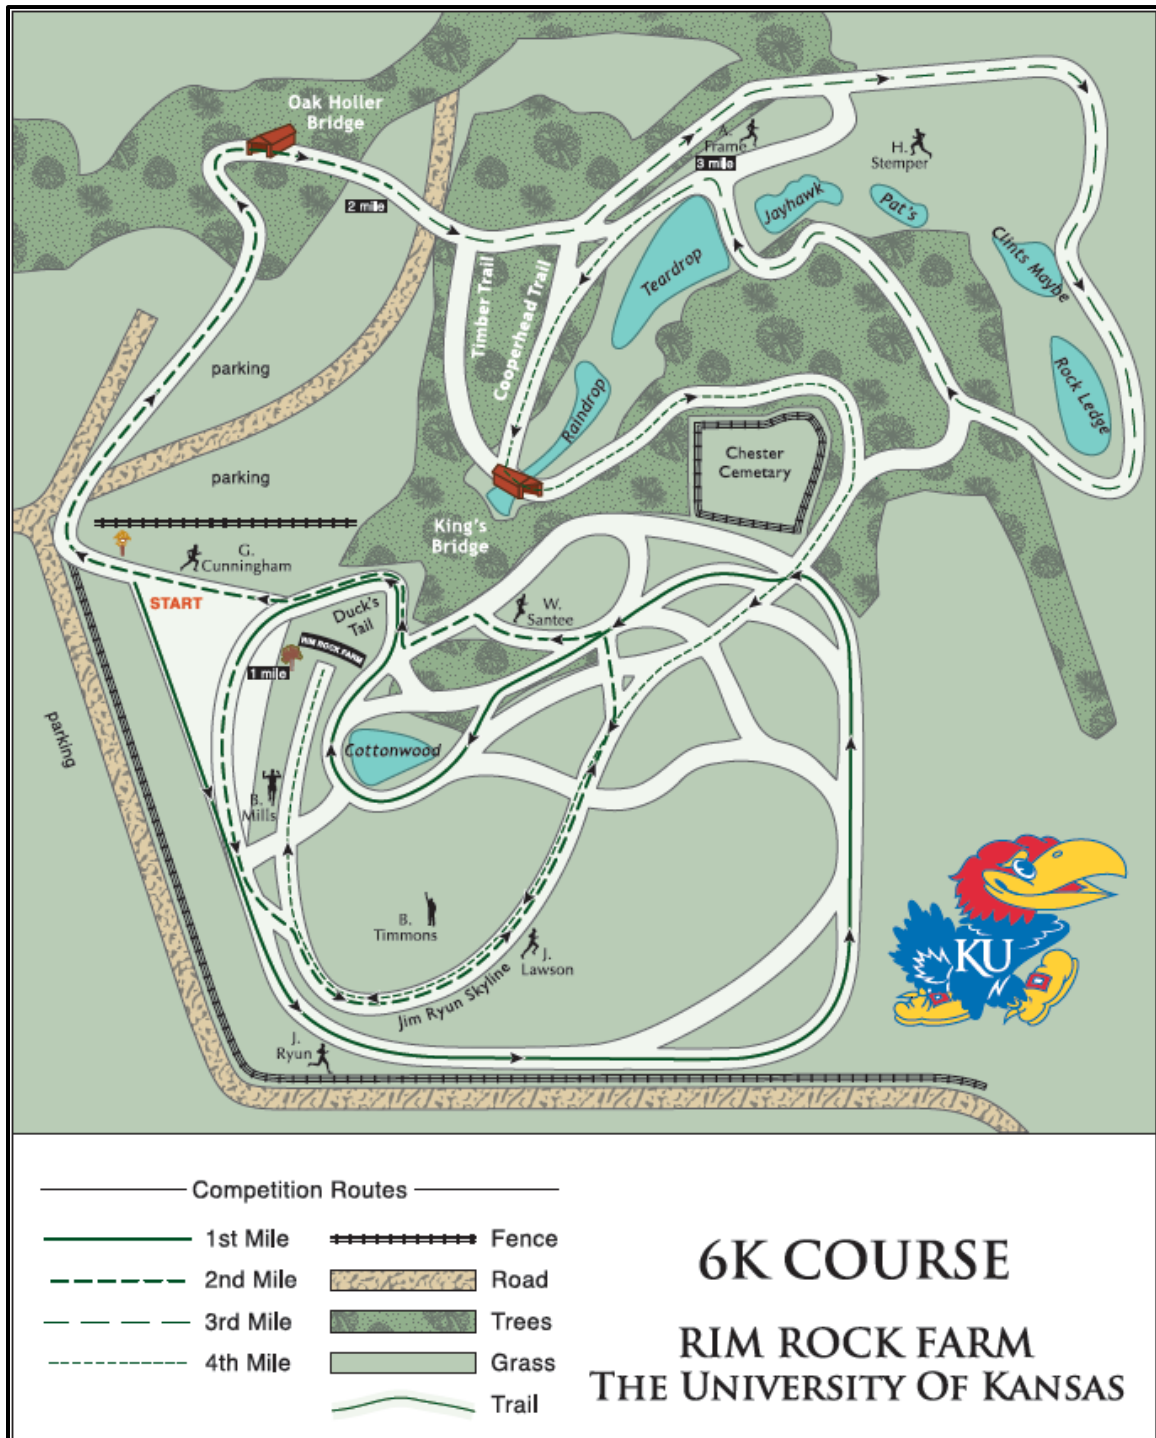 Oak Holler
Bridge
A.
Frame
3 mile
H.
Stemper
2 mile
Jayhawk
Pat's
Clints Maybe
Teardrop
Timber Trail
Cooperhead Trail
Raindrop
Rock Ledge
parking
parking
Chester
Cemetary
King's
Bridge
G.
Cunningham
START
Duck's
Tail
W.
Santee
RIM ROCK FARM
1 mile
parking
Cottonwood
B.
Mills
B.
Timmons
J.
Lawson
Jim Ryun Skyline
J.
Ryun
KU
Competition Routes
1st Mile
2nd Mile
3rd Mile
4th Mile
Fence
Road
Trees
Grass
Trail
6K COURSE
RIM ROCK FARM
THE UNIVERSITY OF KANSAS